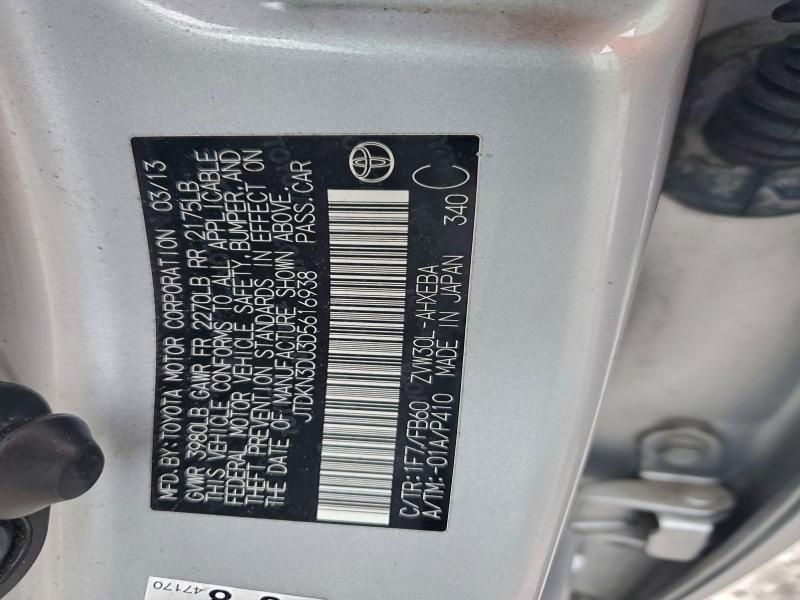 MFD. BY: TOYOTA MOTOR CORPORATION 03/13
GVWR 3980LB GAWR FR 2270LB RR 2175LB
THIS VEHICLE CONFORMS TO ALL APPLICABLE
FEDERAL MOTOR VEHICLE SAFETY, BUMPER AND
THEFT PREVENTION STANDARDS IN EFFECT ON
THE DATE OF MANUFACTURE SHOWN ABOVE.
JTDKN3DU3D5616938 PASS. CAR
C/TR:1F7/FB60 ZVW30L-AHXEBA
A/TM:-01A/P410 MADE IN JAPAN 340 C
47170